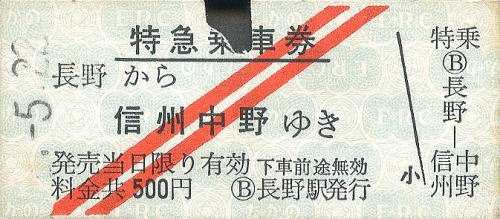 特急乗車券
長野 から
信州中野 ゆき
発売当日限り有効 下車前途無効
料金共500円 Ⓑ長野駅発行
小
特乗
Ⓑ
長野―信州中野
-5.22